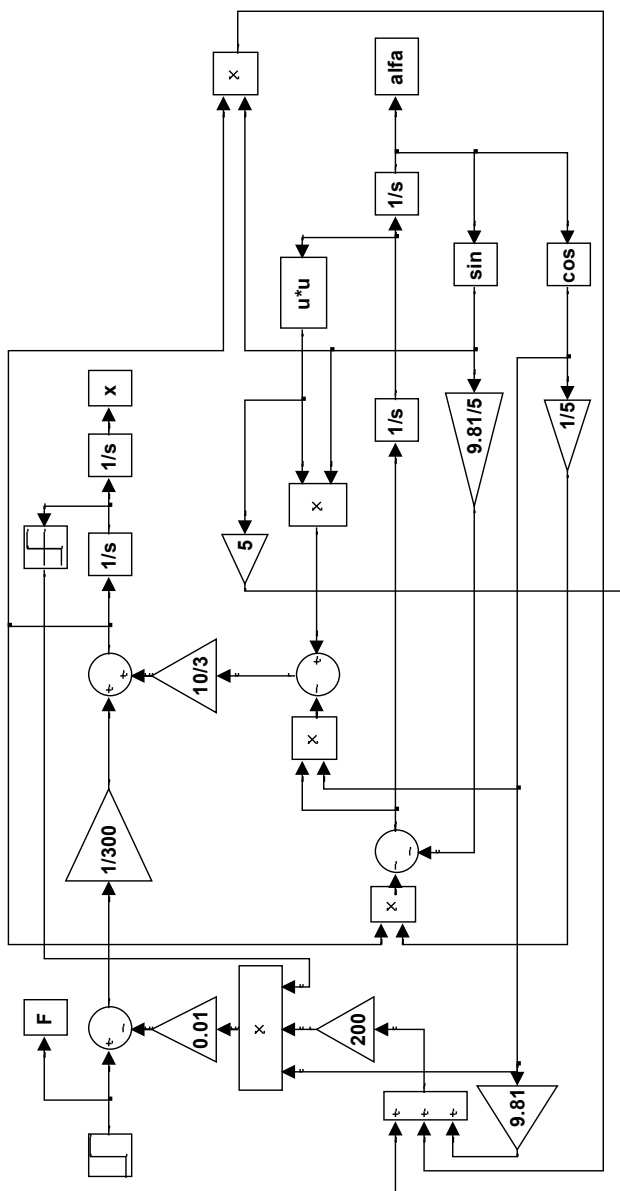 F
+
−
1/300
+
+
1/s
1/s
x
0.01
10/3
×
×
5
u*u
200
×
−
+
×
×
−
−
1/s
1/s
alfa
+
+
+
9.81/5
sin
9.81
1/5
cos